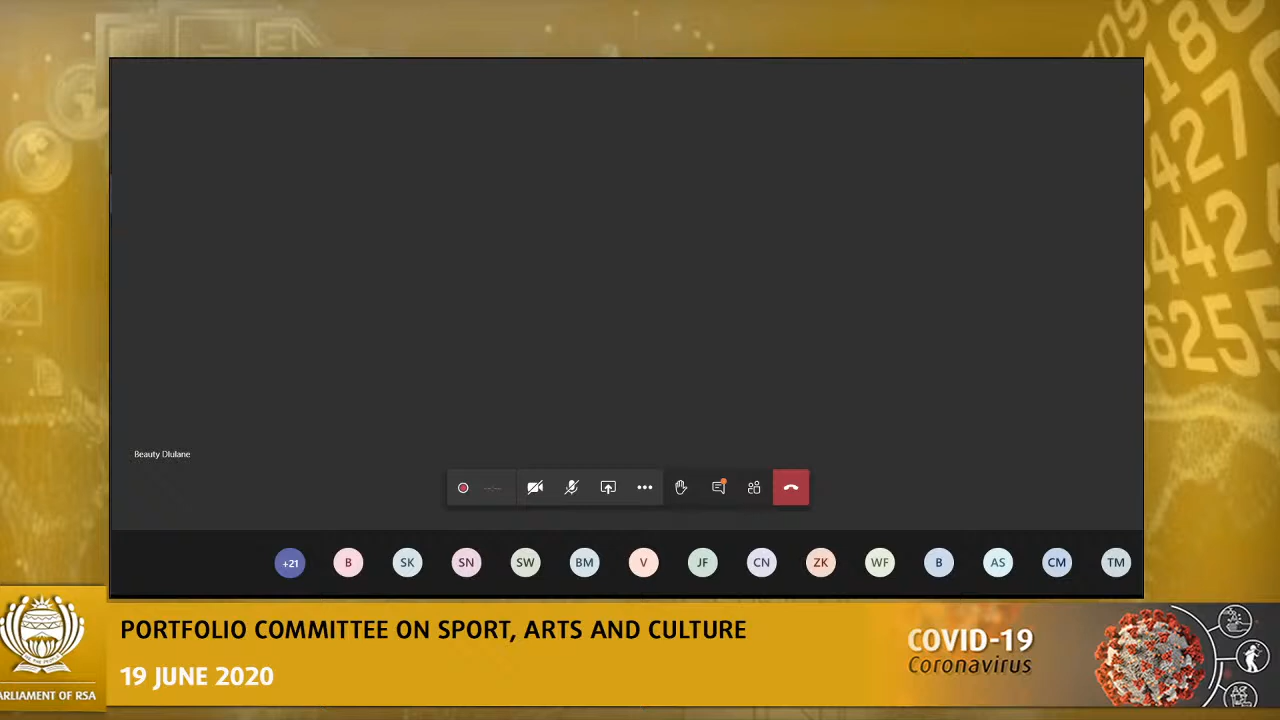 Beauty Dlulane
+21 B SK SN SW BM V JF CN ZK WF B AS CM TM
PORTFOLIO COMMITTEE ON SPORT, ARTS AND CULTURE
19 JUNE 2020
COVID-19
Coronavirus
ARLIAMENT OF RSA